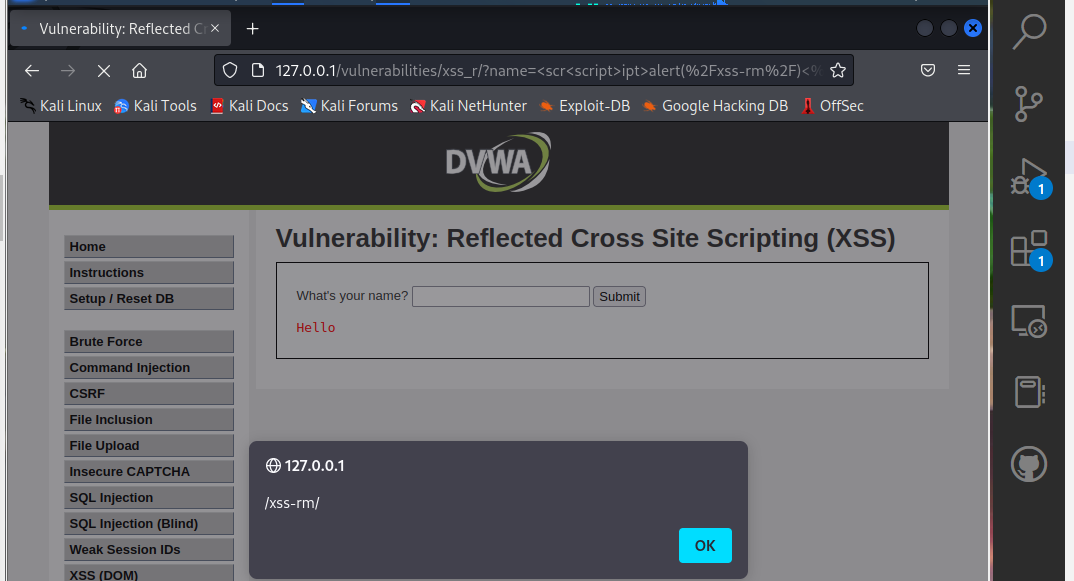 Vulnerability: Reflected Cr
127.0.0.1/vulnerabilities/xss_r/?name=<scr<script>ipt>alert(%2Fxss-rm%2F)<%
Kali Linux Kali Tools Kali Docs Kali Forums Kali NetHunter Exploit-DB Google Hacking DB OffSec
DVWA
Vulnerability: Reflected Cross Site Scripting (XSS)
Home
Instructions
Setup / Reset DB
What's your name? Submit
Hello
Brute Force
Command Injection
CSRF
File Inclusion
File Upload
Insecure CAPTCHA
SQL Injection
SQL Injection (Blind)
Weak Session IDs
XSS (DOM)
127.0.0.1
/xss-rm/
OK
1
1